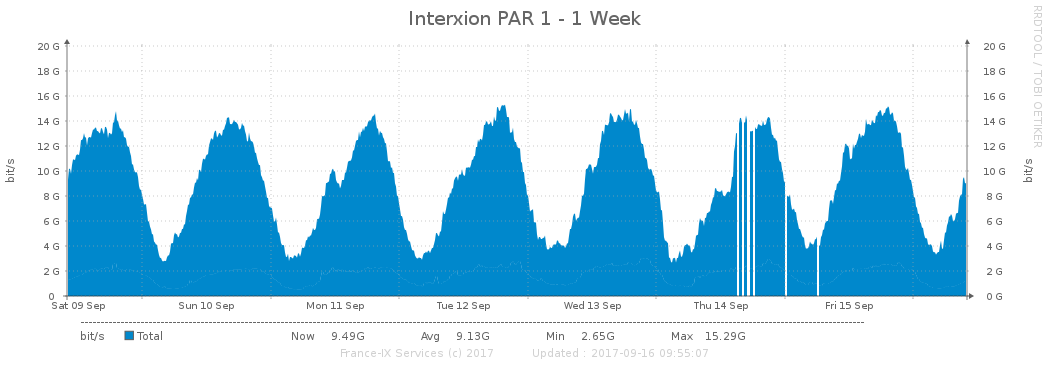 Interxion PAR 1 - 1 Week
RRDTOOL / TOBI OETIKER
20 G 20 G
18 G 18 G
16 G 16 G
14 G 14 G
12 G 12 G
10 G 10 G
8 G 8 G
6 G 6 G
4 G 4 G
2 G 2 G
0 0 G
bit/s bit/s
Sat 09 Sep Sun 10 Sep Mon 11 Sep Tue 12 Sep Wed 13 Sep Thu 14 Sep Fri 15 Sep
bit/s Total Now 9.49G Avg 9.13G Min 2.65G Max 15.29G
France-IX Services (c) 2017 Updated : 2017-09-16 09:55:07